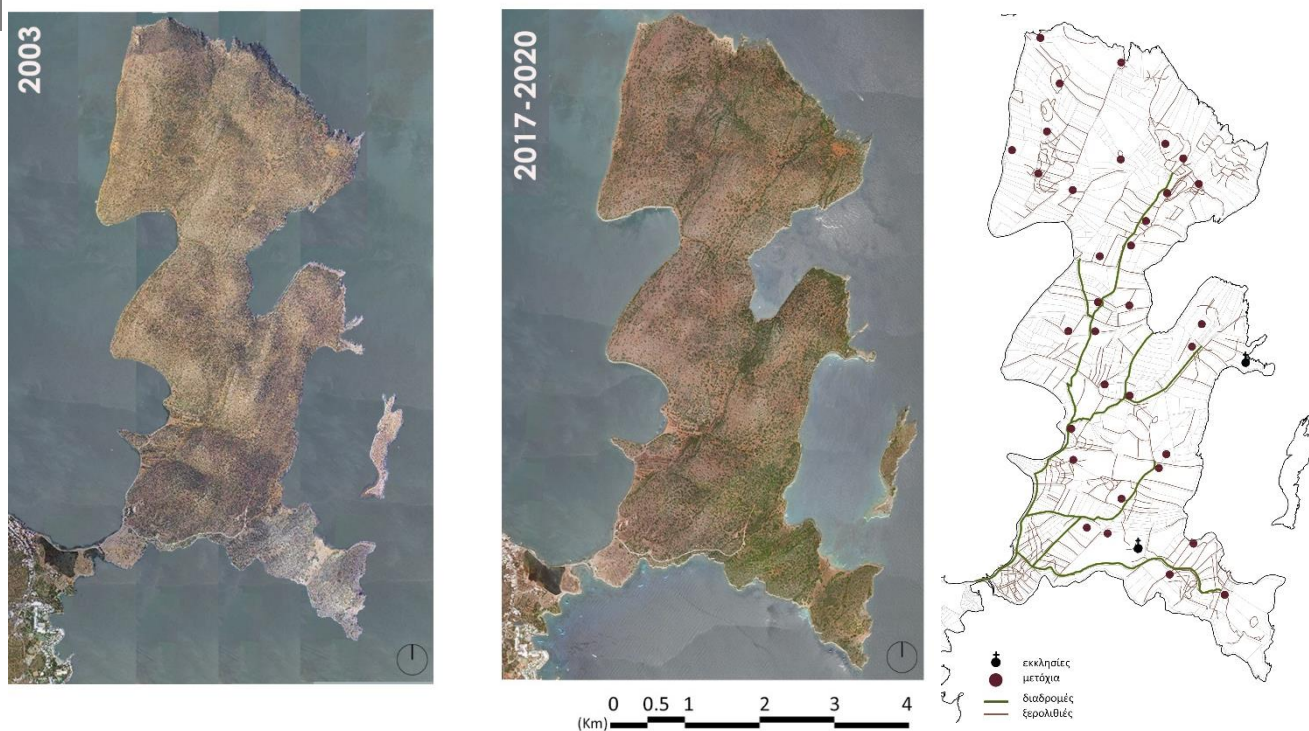 2003
2017-2020
0 0.5 1 2 3 4
(Km)
εκκλησίες
μετόχια
διαδρομές
ξερολιθιές